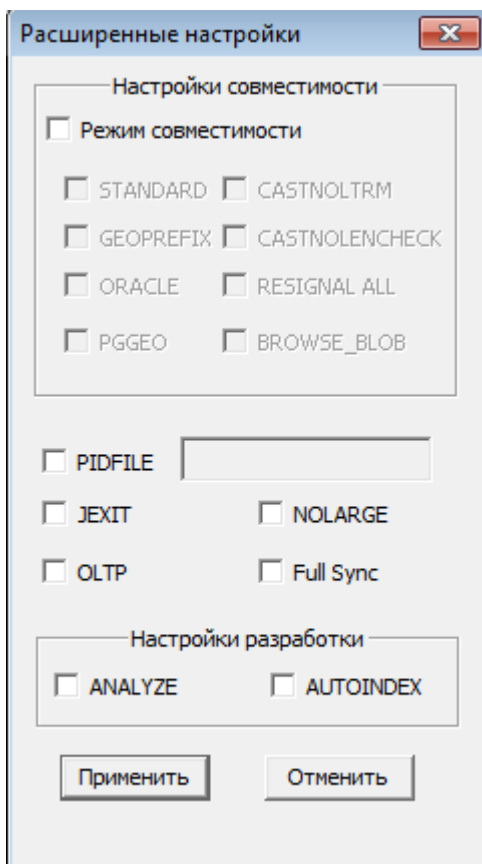 Расширенные настройки
Настройки совместимости
Режим совместимости
STANDARD CASTNOLTRM
GEOPREFIX CASTNOLENCHECK
ORACLE RESIGNAL ALL
PGGEO BROWSE_BLOB
PIDFILE
JEXIT NOLARGE
OLTP Full Sync
Настройки разработки
ANALYZE AUTOINDEX
Применить Отменить